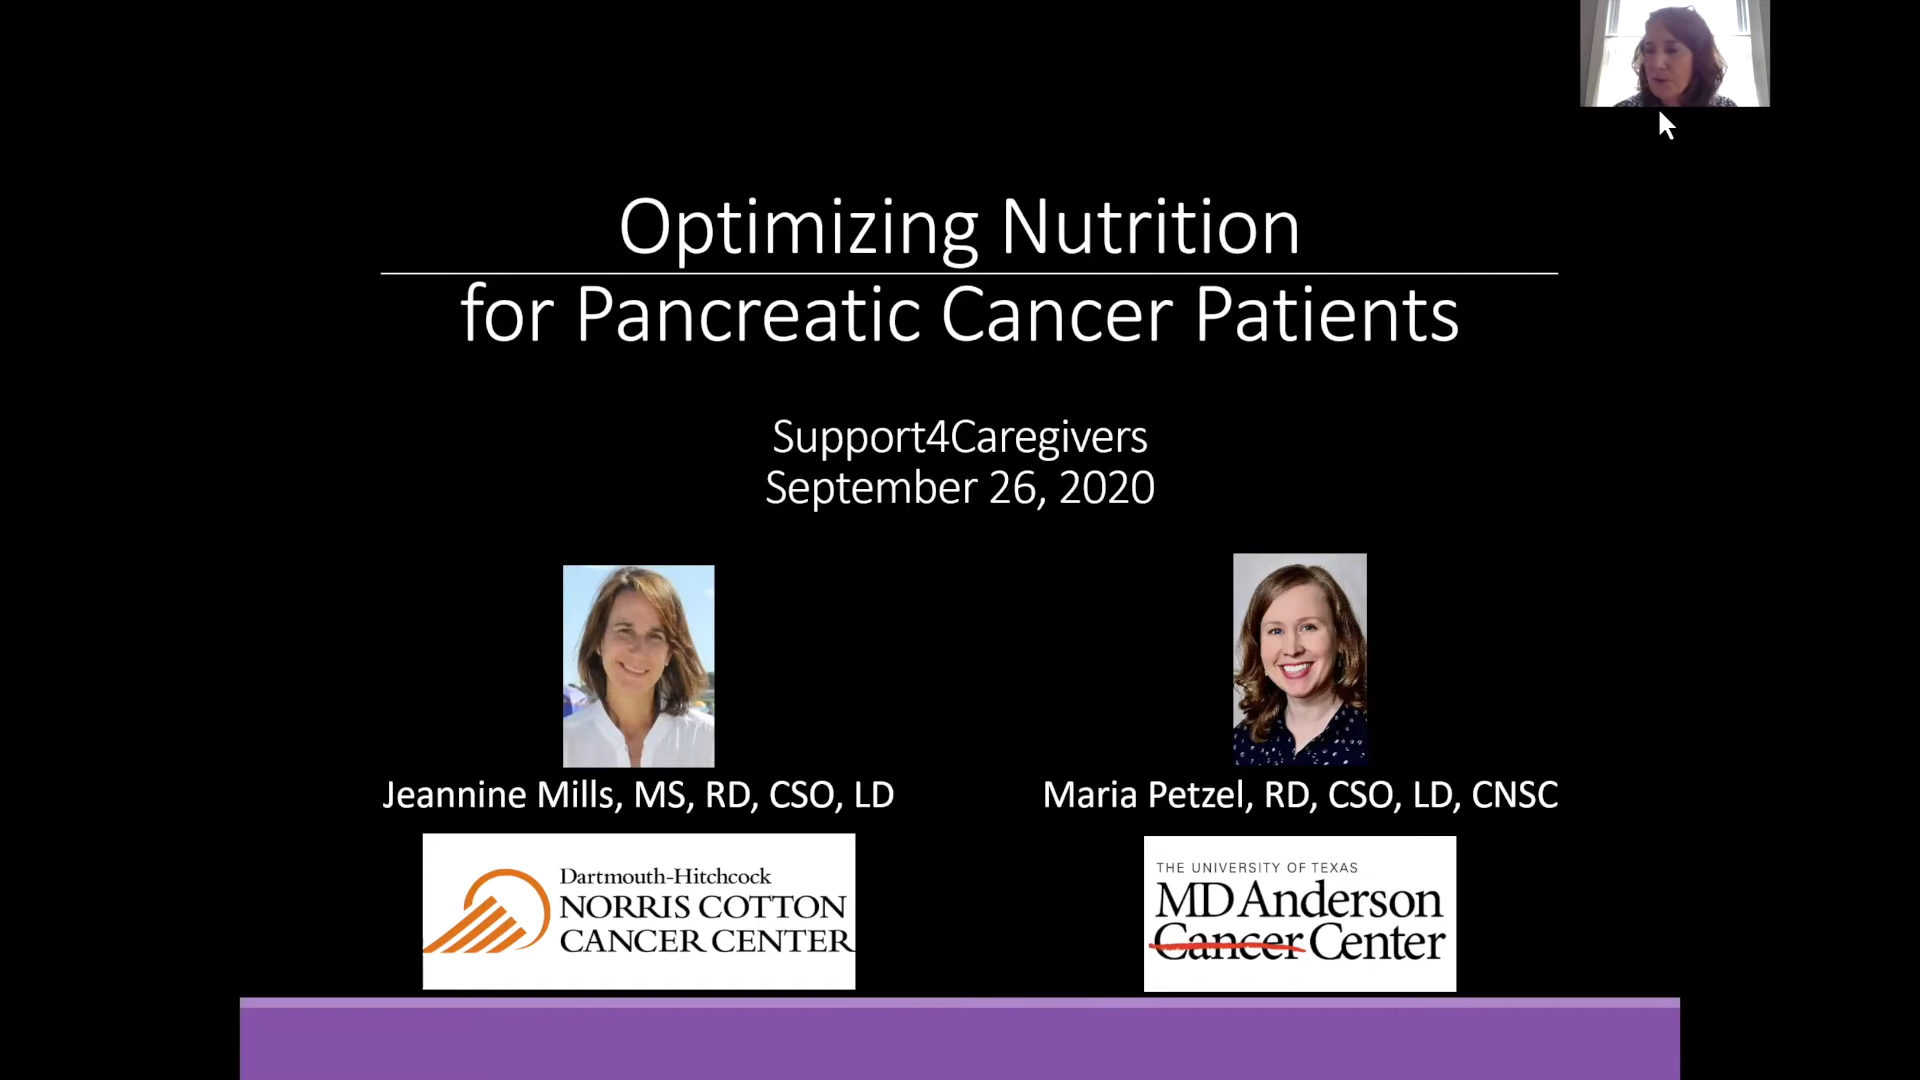 Optimizing Nutrition
for Pancreatic Cancer Patients
Support4Caregivers
September 26, 2020
Jeannine Mills, MS, RD, CSO, LD
Maria Petzel, RD, CSO, LD, CNSC
Dartmouth-Hitchcock
NORRIS COTTON
CANCER CENTER
THE UNIVERSITY OF TEXAS
MD Anderson
Cancer Center